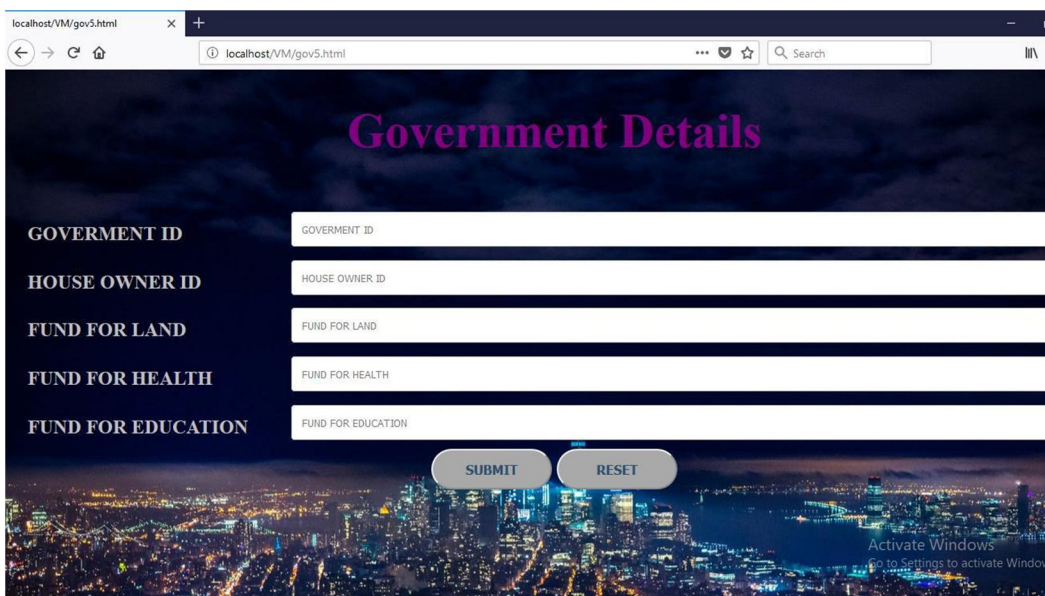 localhost/VM/gov5.html
localhost/VM/gov5.html
Search
Government Details
GOVERMENT ID
GOVERMENT ID
HOUSE OWNER ID
HOUSE OWNER ID
FUND FOR LAND
FUND FOR LAND
FUND FOR HEALTH
FUND FOR HEALTH
FUND FOR EDUCATION
FUND FOR EDUCATION
SUBMIT RESET
Activate Windows
Go to Settings to activate Window